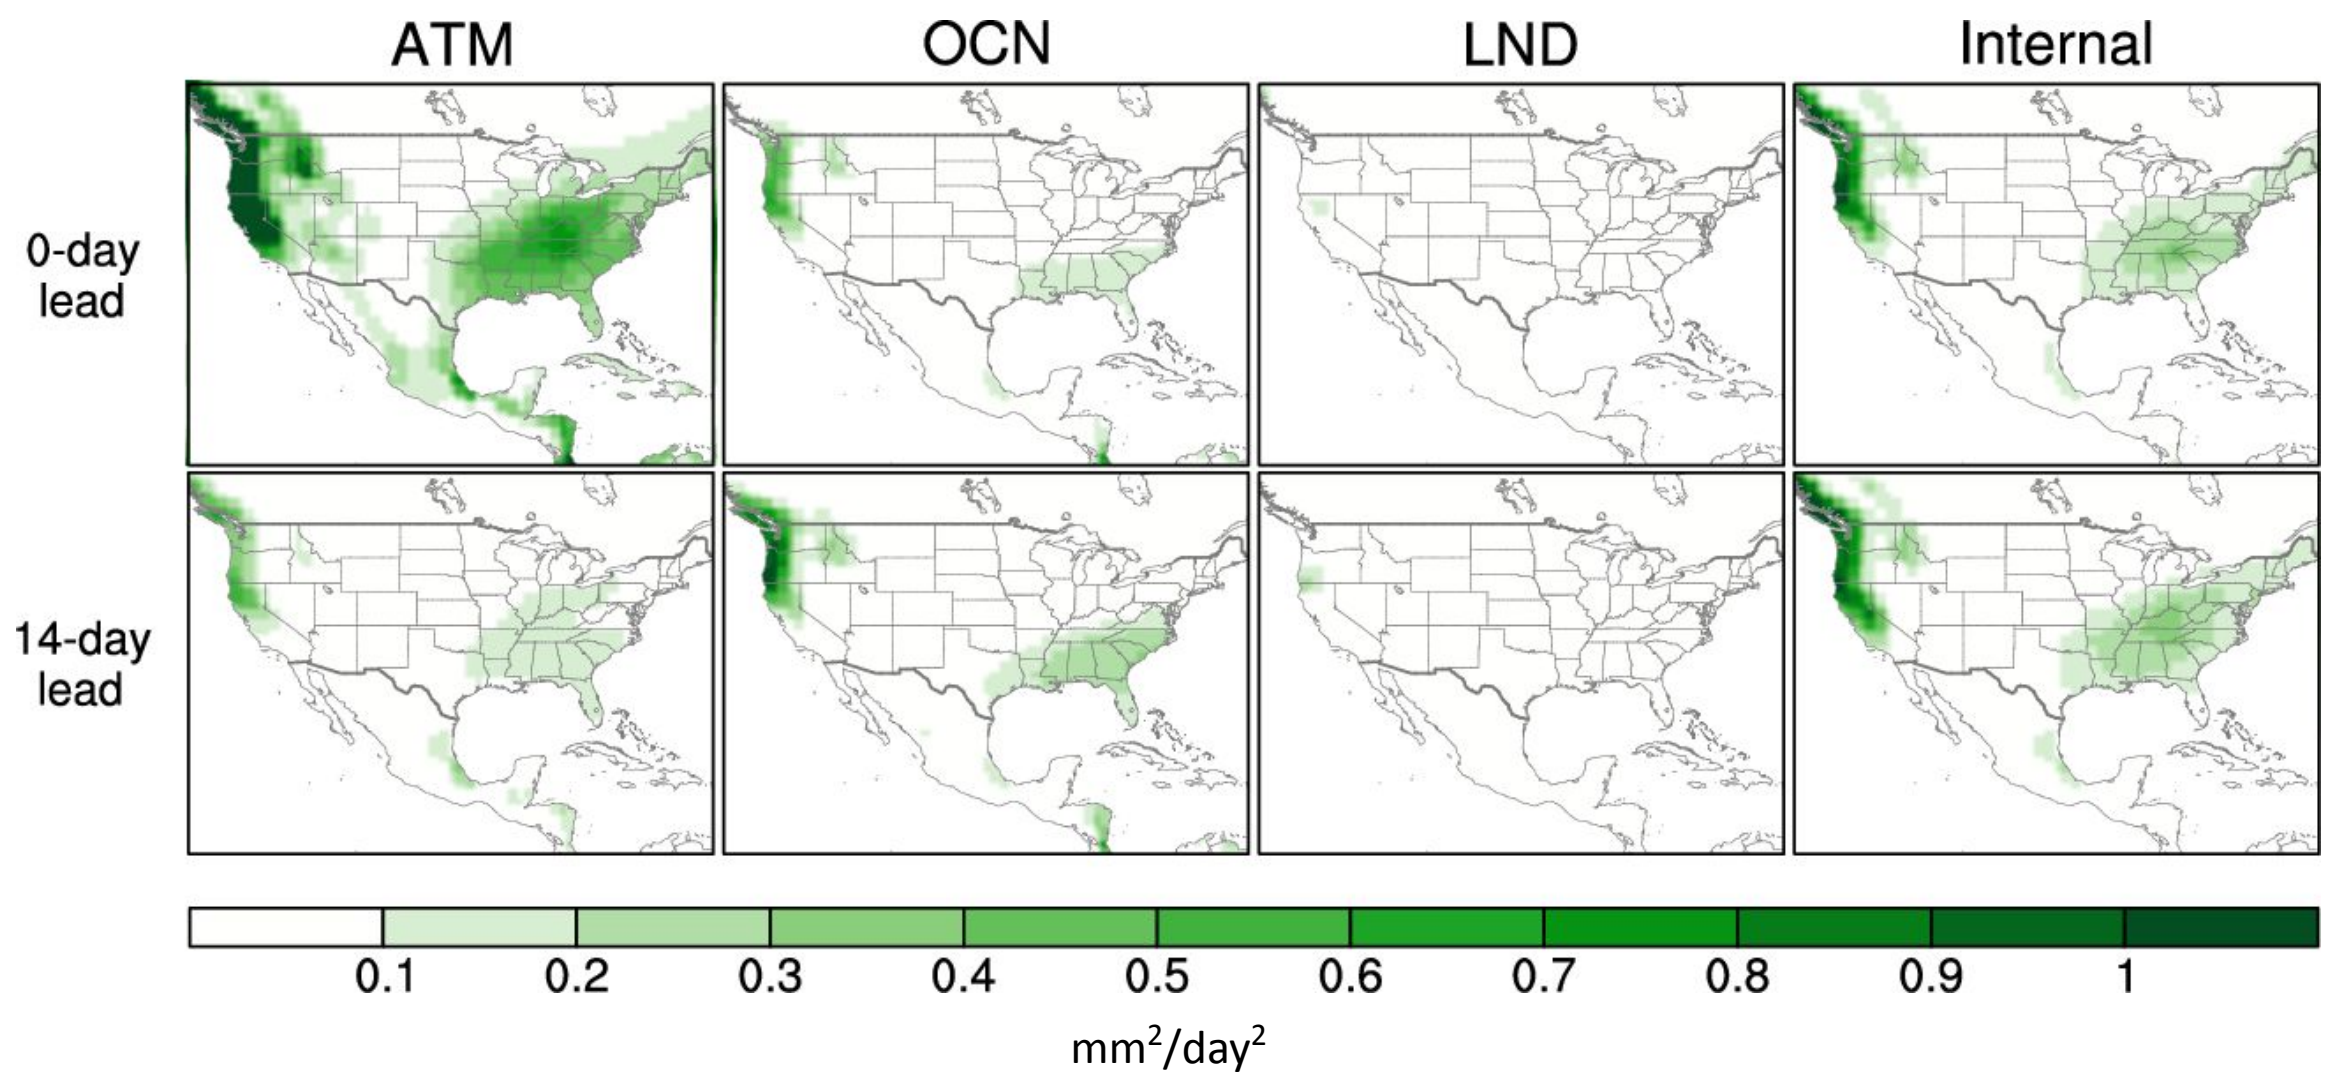 ATM OCN LND Internal
0-day
lead
14-day
lead
0.1 0.2 0.3 0.4 0.5 0.6 0.7 0.8 0.9 1
mm²/day²